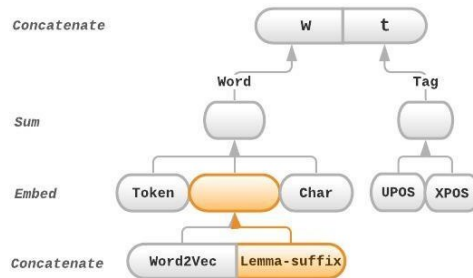 Concatenate w t
Word Tag
Sum
Embed Token Char UPOS XPOS
Concatenate Word2Vec Lemma-suffix